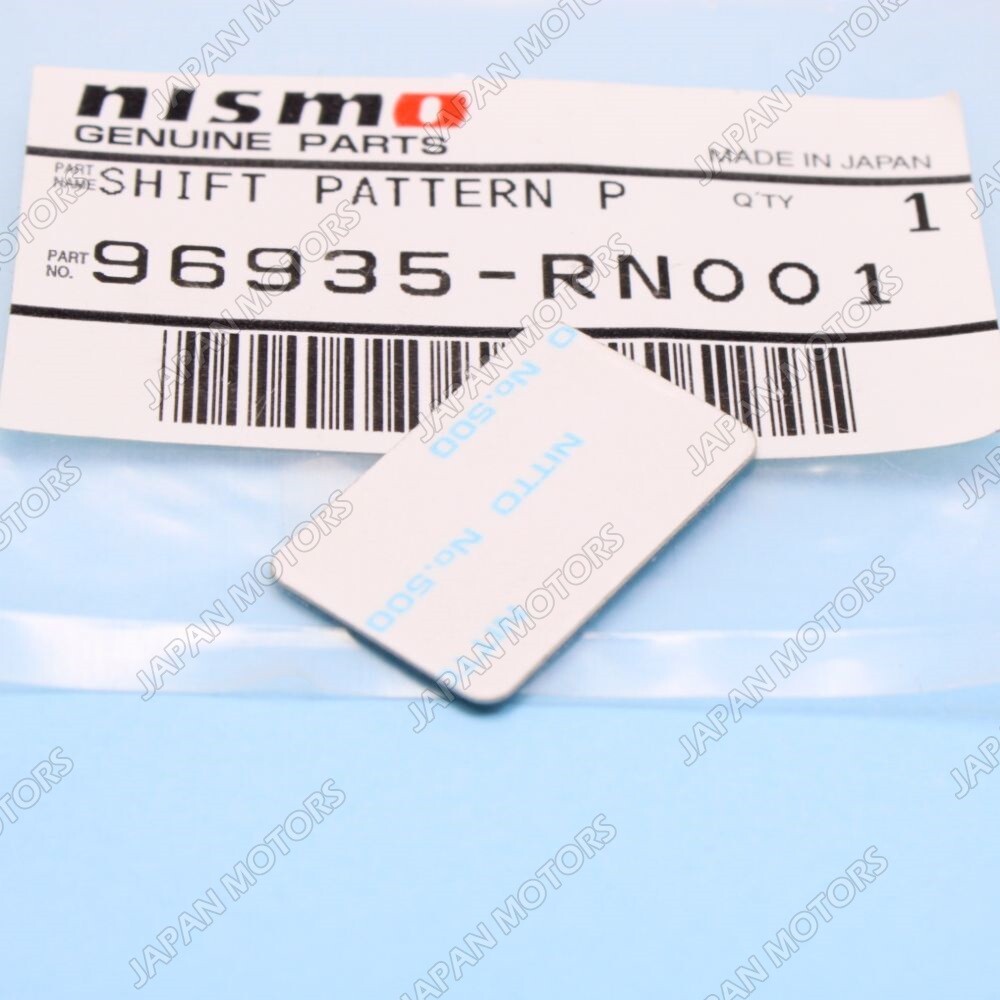 nismo
GENUINE PARTS
MADE IN JAPAN
PART NAME SHIFT PATTERN P
Q'TY 1
PART NO. 96935-RN001
No.500
NITTO No.500
JAPAN MOTORS